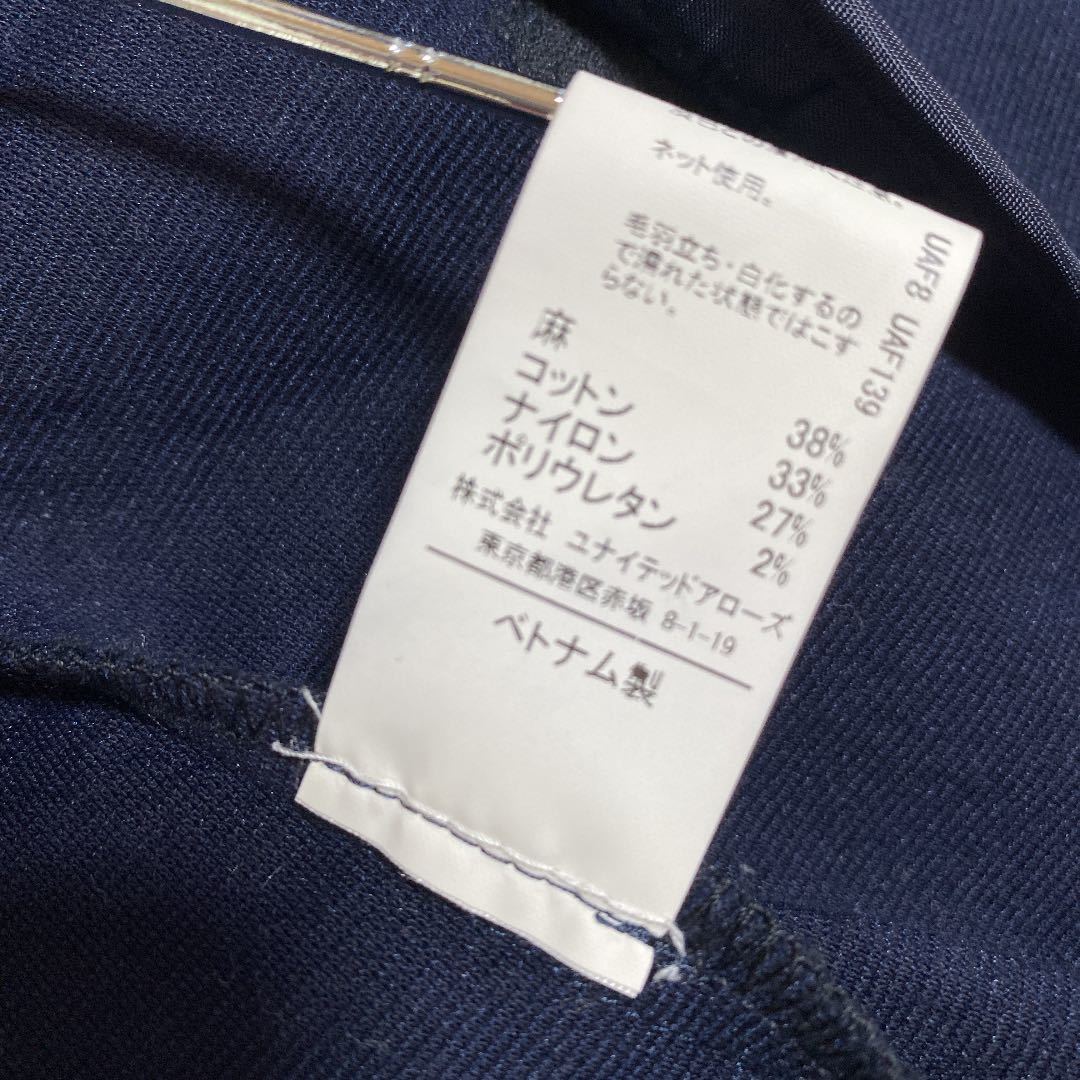 ネット使用。
毛羽立ち・白化するの
で濡れた状態ではこす
らない。
麻 38%
コットン 33%
ナイロン 27%
ポリウレタン 2%
株式会社 ユナイテッドアローズ
東京都港区赤坂 8-1-19
ベトナム製
UAF8 UAF139